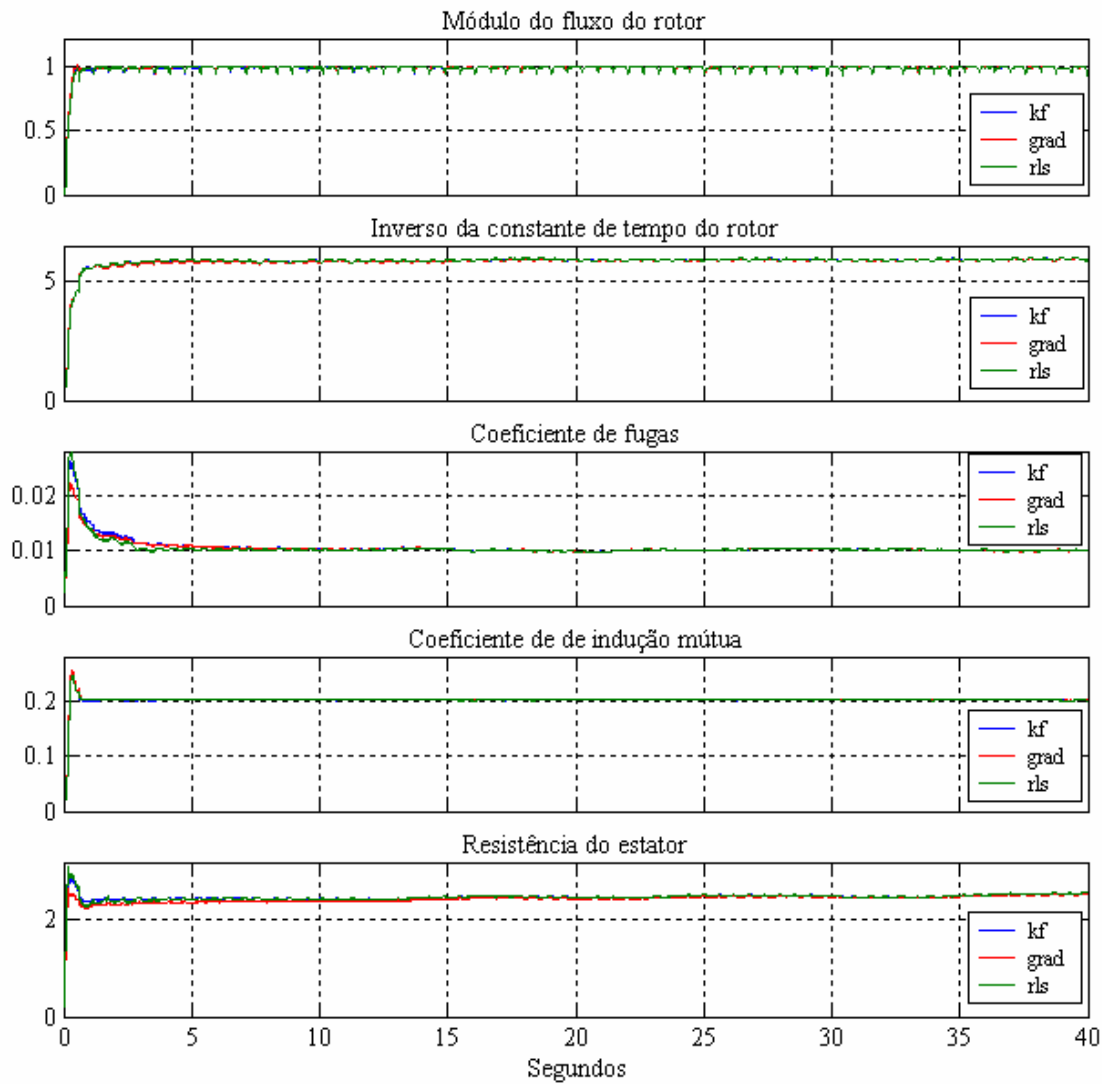 Módulo do fluxo do rotor
1
0.5
0
kf
grad
rls
Inverso da constante de tempo do rotor
5
0
kf
grad
rls
Coeficiente de fugas
0.02
0.01
0
kf
grad
rls
Coeficiente de de indução mútua
0.2
0.1
0
kf
grad
rls
Resistência do estator
2
0
kf
grad
rls
0 5 10 15 20 25 30 35 40
Segundos